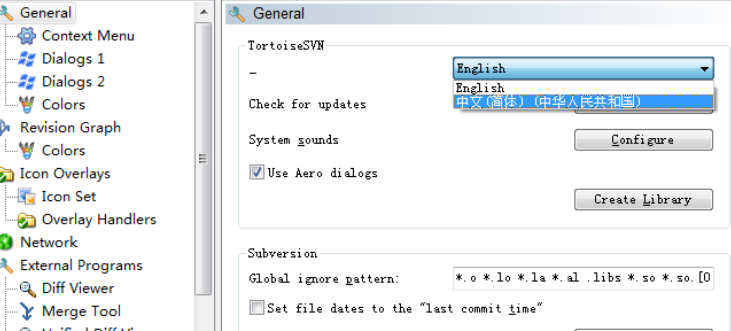 General
Context Menu
Dialogs 1
Dialogs 2
Colors
Revision Graph
Colors
Icon Overlays
Icon Set
Overlay Handlers
Network
External Programs
Diff Viewer
Merge Tool
General
TortoiseSVN
English
English
中文(简体) (中华人民共和国)
Check for updates
System sounds
Configure
Use Aero dialogs
Create Library
Subversion
Global ignore pattern:
*.o *.lo *.la *.al .libs *.so *.so.[0
Set file dates to the "last commit time"